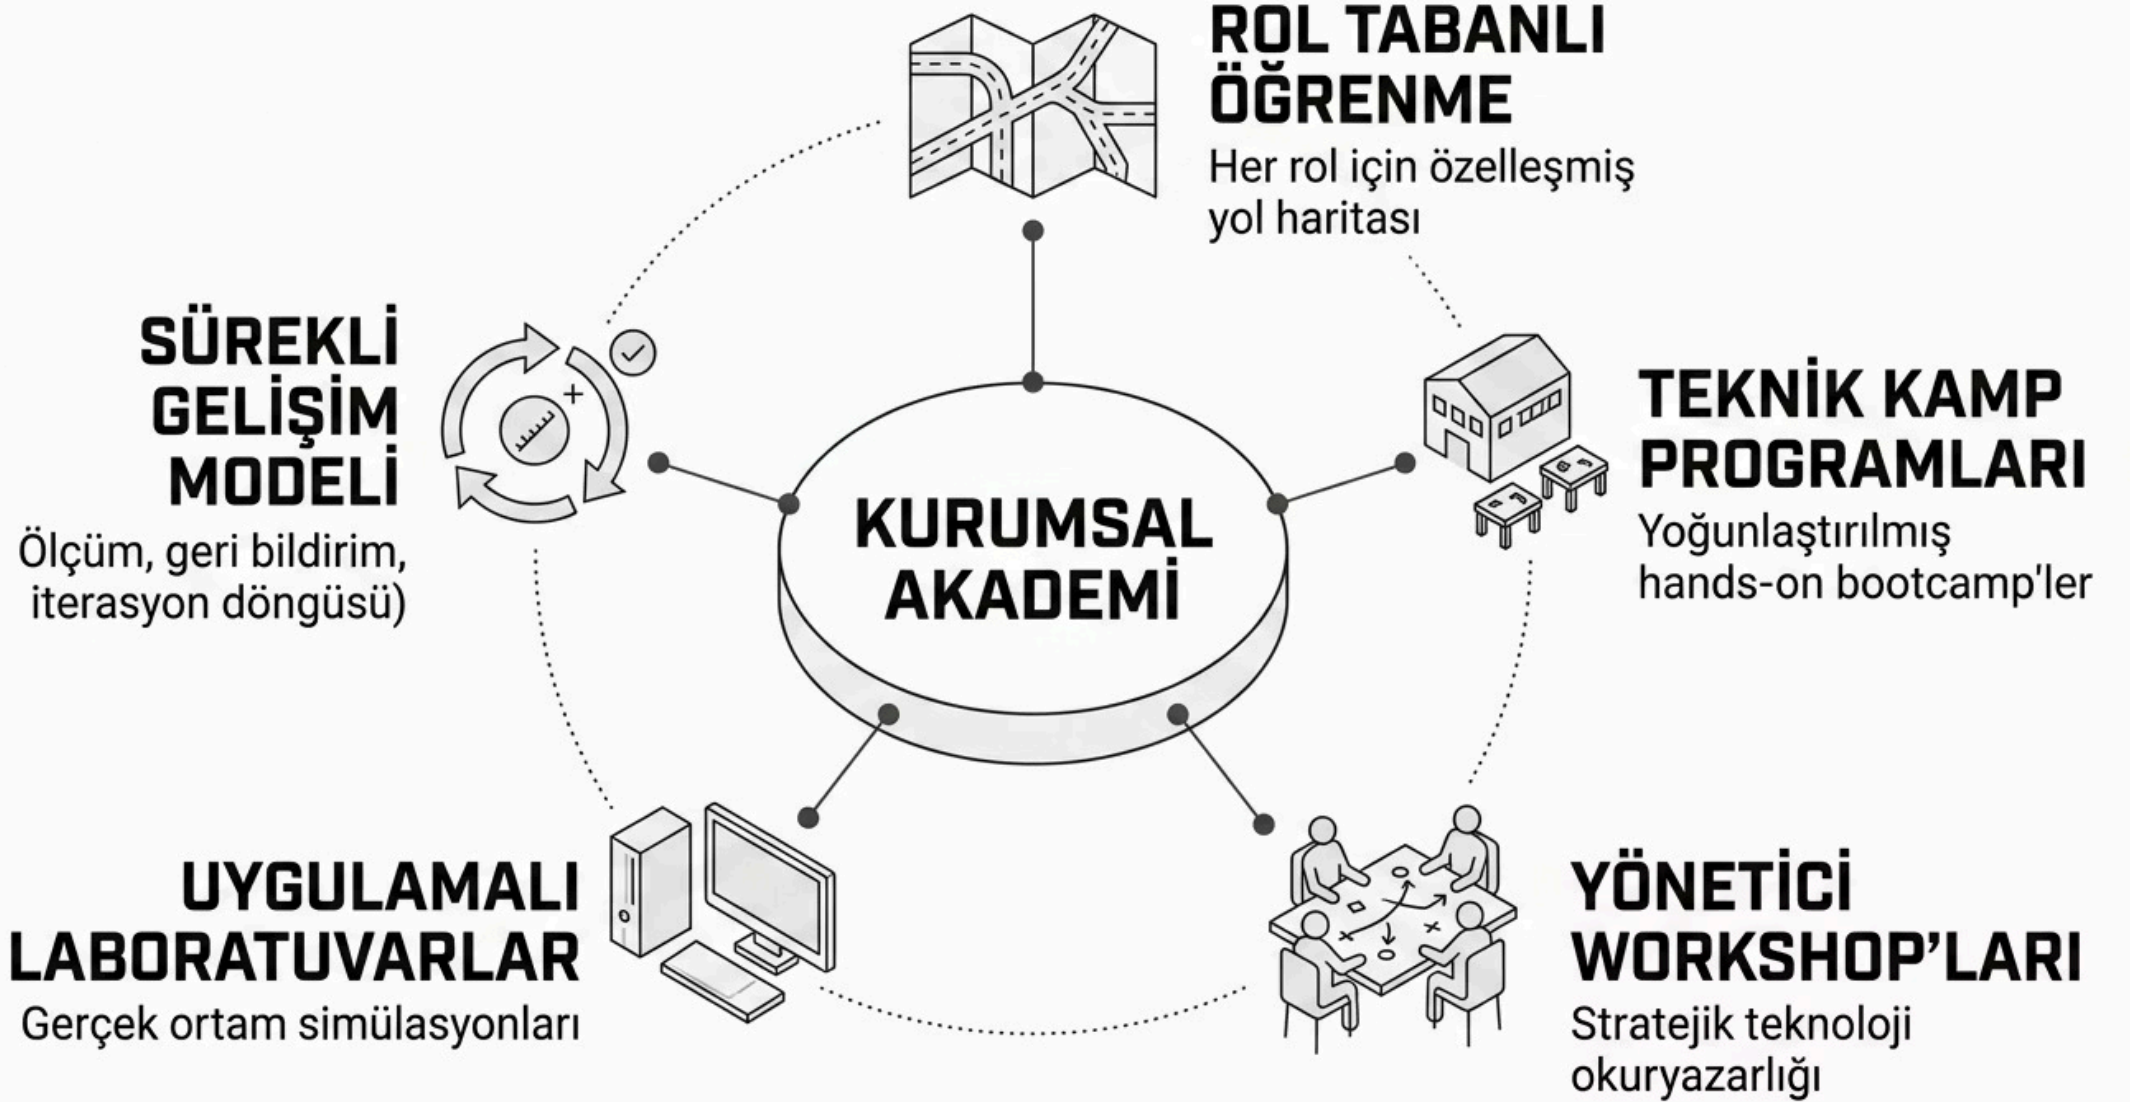 ROL TABANLI
ÖĞRENME
Her rol için özelleşmiş
yol haritası
SÜREKLİ
GELİŞİM
MODELİ
Ölçüm, geri bildirim,
iterasyon döngüsü)
TEKNİK KAMP
PROGRAMLARI
Yoğunlaştırılmış
hands-on bootcamp'ler
KURUMSAL
AKADEMİ
UYGULAMALI
LABORATUVARLAR
Gerçek ortam simülasyonları
YÖNETİCİ
WORKSHOP’LARI
Stratejik teknoloji
okuryazarlığı